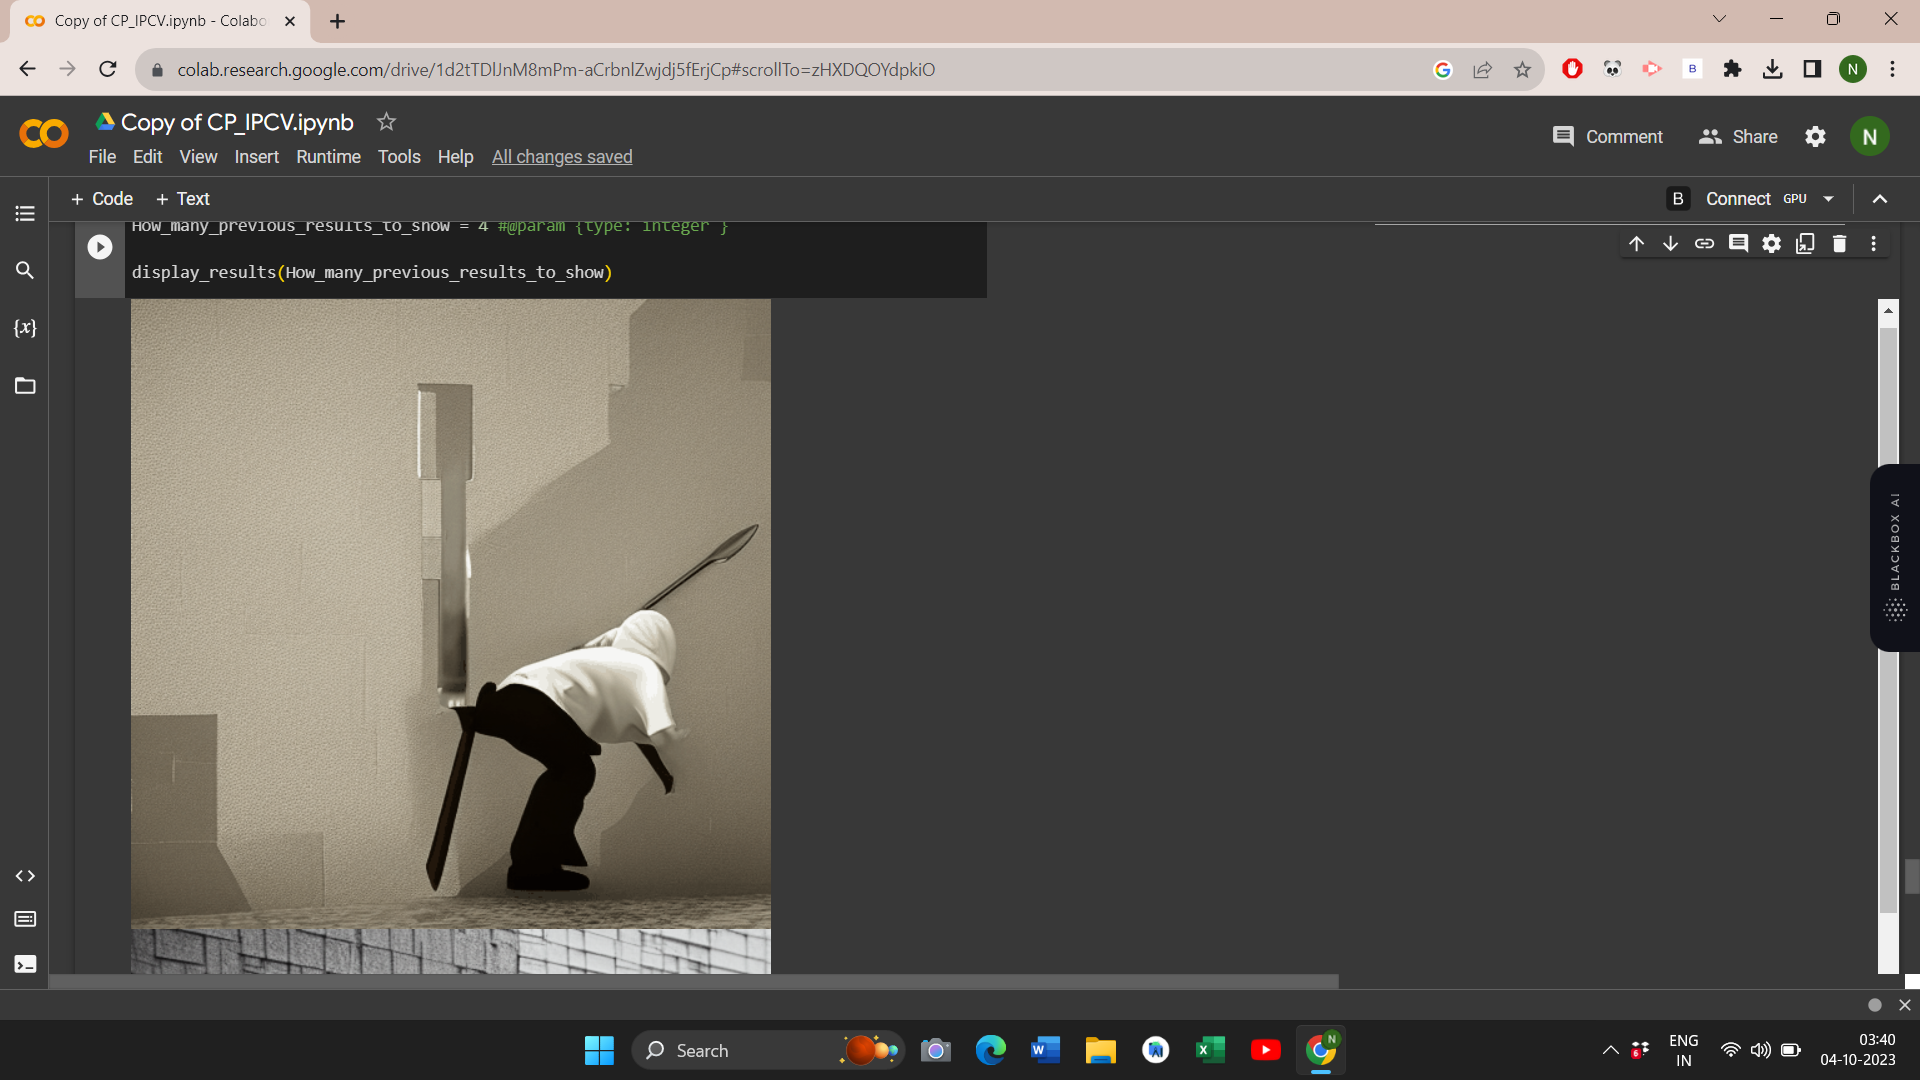 Copy of CP_IPCV.ipynb - Colabo
colab.research.google.com/drive/1d2tTDlJnM8mPm-aCrbnlZwjdj5fErjCp#scrollTo=zHXDQOYdpkiO
B
N
Copy of CP_IPCV.ipynb
Comment
Share
N
File Edit View Insert Runtime Tools Help All changes saved
+ Code + Text
B Connect GPU
How_many_previous_results_to_show = 4 #@param {type: "integer"}
display_results(How_many_previous_results_to_show)
{x}
BLACKBOX AI
Search
N
6
ENG
IN
03:40
04-10-2023